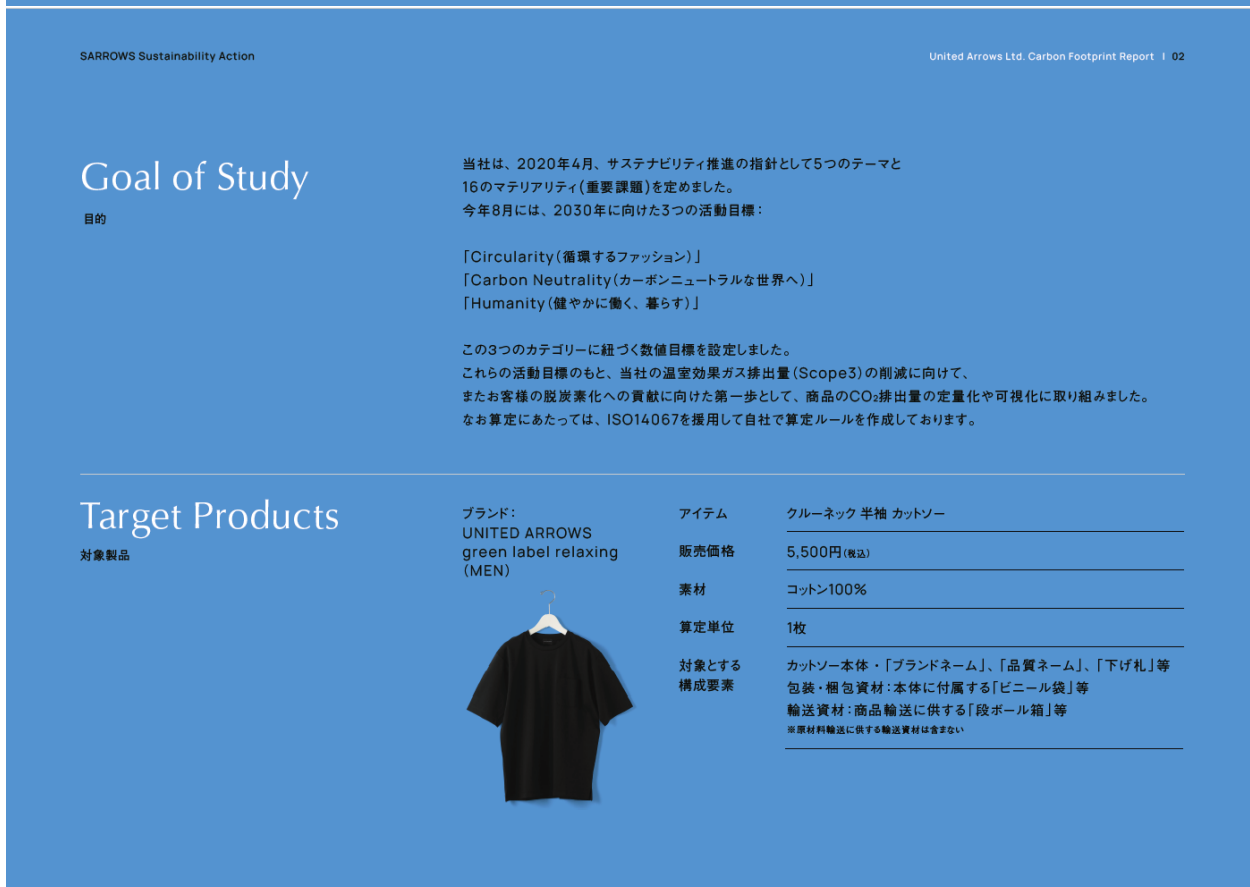 SARROWS Sustainability Action
United Arrows Ltd. Carbon Footprint Report | 02
Goal of Study
目的
当社は、2020年4月、サステナビリティ推進の指針として5つのテーマと
16のマテリアリティ(重要課題)を定めました。
今年8月には、2030年に向けた3つの活動目標：
「Circularity(循環するファッション)」
「Carbon Neutrality(カーボンニュートラルな世界へ)」
「Humanity(健やかに働く、暮らす)」
この3つのカテゴリーに紐づく数値目標を設定しました。
これらの活動目標のもと、当社の温室効果ガス排出量(Scope3)の削減に向けて、
またお客様の脱炭素化への貢献に向けた第一歩として、商品のCO₂排出量の定量化や可視化に取り組みました。
なお算定にあたっては、ISO14067を援用して自社で算定ルールを作成しております。
Target Products
対象製品
ブランド：
UNITED ARROWS
green label relaxing
(MEN)
アイテム クルーネック 半袖 カットソー
販売価格 5,500円(税込)
素材 コットン100%
算定単位 1枚
対象とする
構成要素
カットソー本体・「ブランドネーム」、「品質ネーム」、「下げ札」等
包装・梱包資材：本体に付属する「ビニール袋」等
輸送資材：商品輸送に供する「段ボール箱」等
※原材料輸送に供する輸送資材は含まない